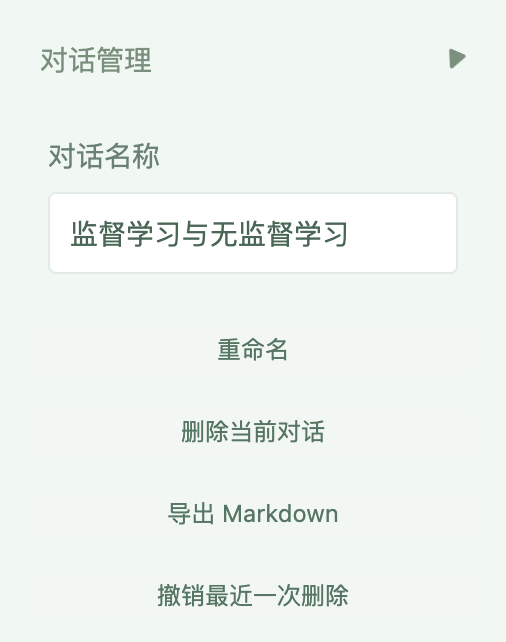 对话管理
对话名称
监督学习与无监督学习
重命名
删除当前对话
导出 Markdown
撤销最近一次删除